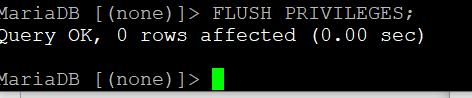 MariaDB [(none)]> FLUSH PRIVILEGES;
Query OK, 0 rows affected (0.00 sec)
MariaDB [(none)]>